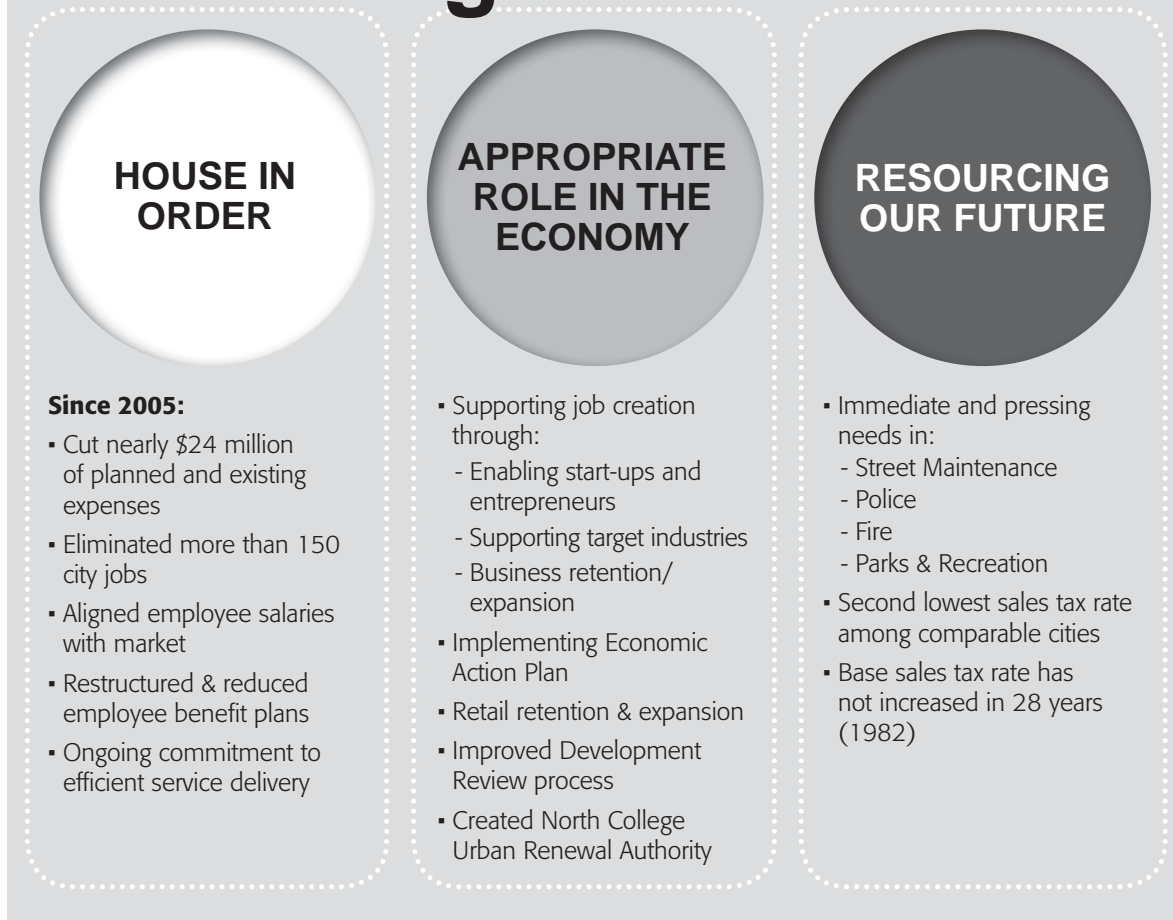 HOUSE IN
ORDER
Since 2005:
▪ Cut nearly $24 million
of planned and existing
expenses
▪ Eliminated more than 150
city jobs
▪ Aligned employee salaries
with market
▪ Restructured & reduced
employee benefit plans
▪ Ongoing commitment to
efficient service delivery
APPROPRIATE
ROLE IN THE
ECONOMY
▪ Supporting job creation
through:
- Enabling start-ups and
entrepreneurs
- Supporting target industries
- Business retention/
expansion
▪ Implementing Economic
Action Plan
▪ Retail retention & expansion
▪ Improved Development
Review process
▪ Created North College
Urban Renewal Authority
RESOURCING
OUR FUTURE
▪ Immediate and pressing
needs in:
- Street Maintenance
- Police
- Fire
- Parks & Recreation
▪ Second lowest sales tax rate
among comparable cities
▪ Base sales tax rate has
not increased in 28 years
(1982)